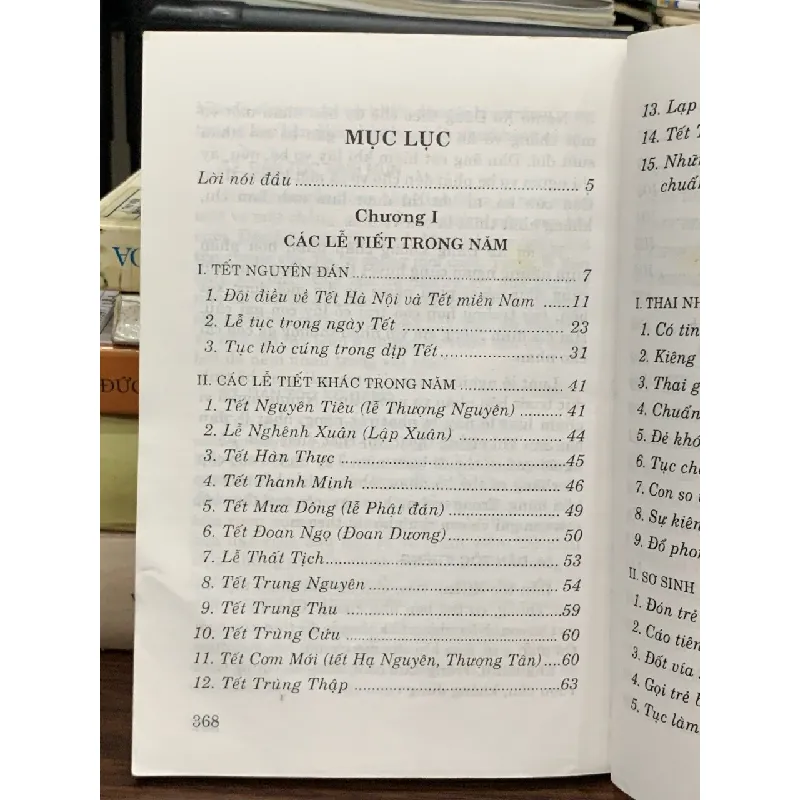 MỤC LỤC
Lời nói đầu ........ 5
Chương I
CÁC LỄ TIẾT TRONG NĂM
I. TẾT NGUYÊN ĐÁN ........ 7
1. Đôi điều về Tết Hà Nội và Tết miền Nam ...... 11
2. Lễ tục trong ngày Tết ........ 23
3. Tục thờ cúng trong dịp Tết ........ 31
II. CÁC LỄ TIẾT KHÁC TRONG NĂM ........ 41
1. Tết Nguyên Tiêu (lễ Thượng Nguyên) ........ 41
2. Lễ Nghênh Xuân (Lập Xuân) ........ 44
3. Tết Hàn Thực ........ 45
4. Tết Thanh Minh ........ 46
5. Tết Mưa Dông (lễ Phật đản) ........ 49
6. Tết Đoan Ngọ (Đoan Dương) ........ 50
7. Lễ Thất Tịch ........ 53
8. Tết Trung Nguyên ........ 54
9. Tết Trung Thu ........ 59
10. Tết Trùng Cửu ........ 60
11. Tết Cơm Mới (tết Hạ Nguyên, Thượng Tân) .... 60
12. Tết Trùng Thập ........ 63
368
13. Lạp
14. Tết
15. Nhữ
chuẩ
I. THAI NH
1. Có tin
2. Kiêng
3. Thai g
4. Chuẩn
5. Đẻ khó
6. Tục ch
7. Con so
8. Sự kiên
9. Đổ phon
II. SƠ SINH
1. Đón trẻ
2. Cáo tiên
3. Đốt vía
4. Gọi trẻ
5. Tục làm
ĐỨC